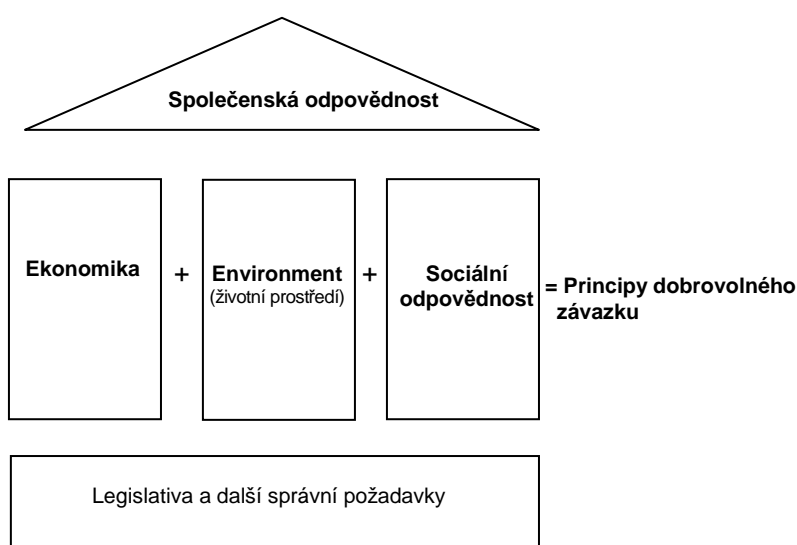 Společenská odpovědnost
Ekonomika
+
Environment
(životní prostředí)
+
Sociální
odpovědnost
= Principy dobrovolného
závazku
Legislativa a další správní požadavky